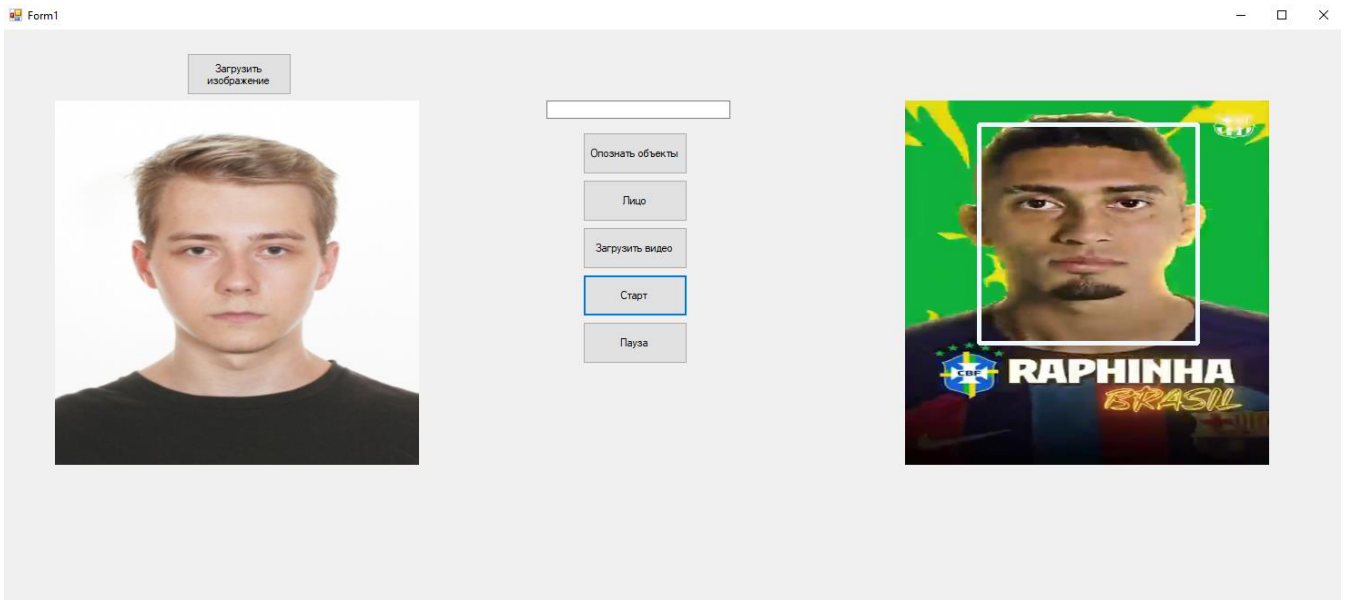 Form1
Загрузить
изображение
Опознать объекты
Лицо
Загрузить видео
Старт
Пауза
CBF
RAPHINHA
BRASIL